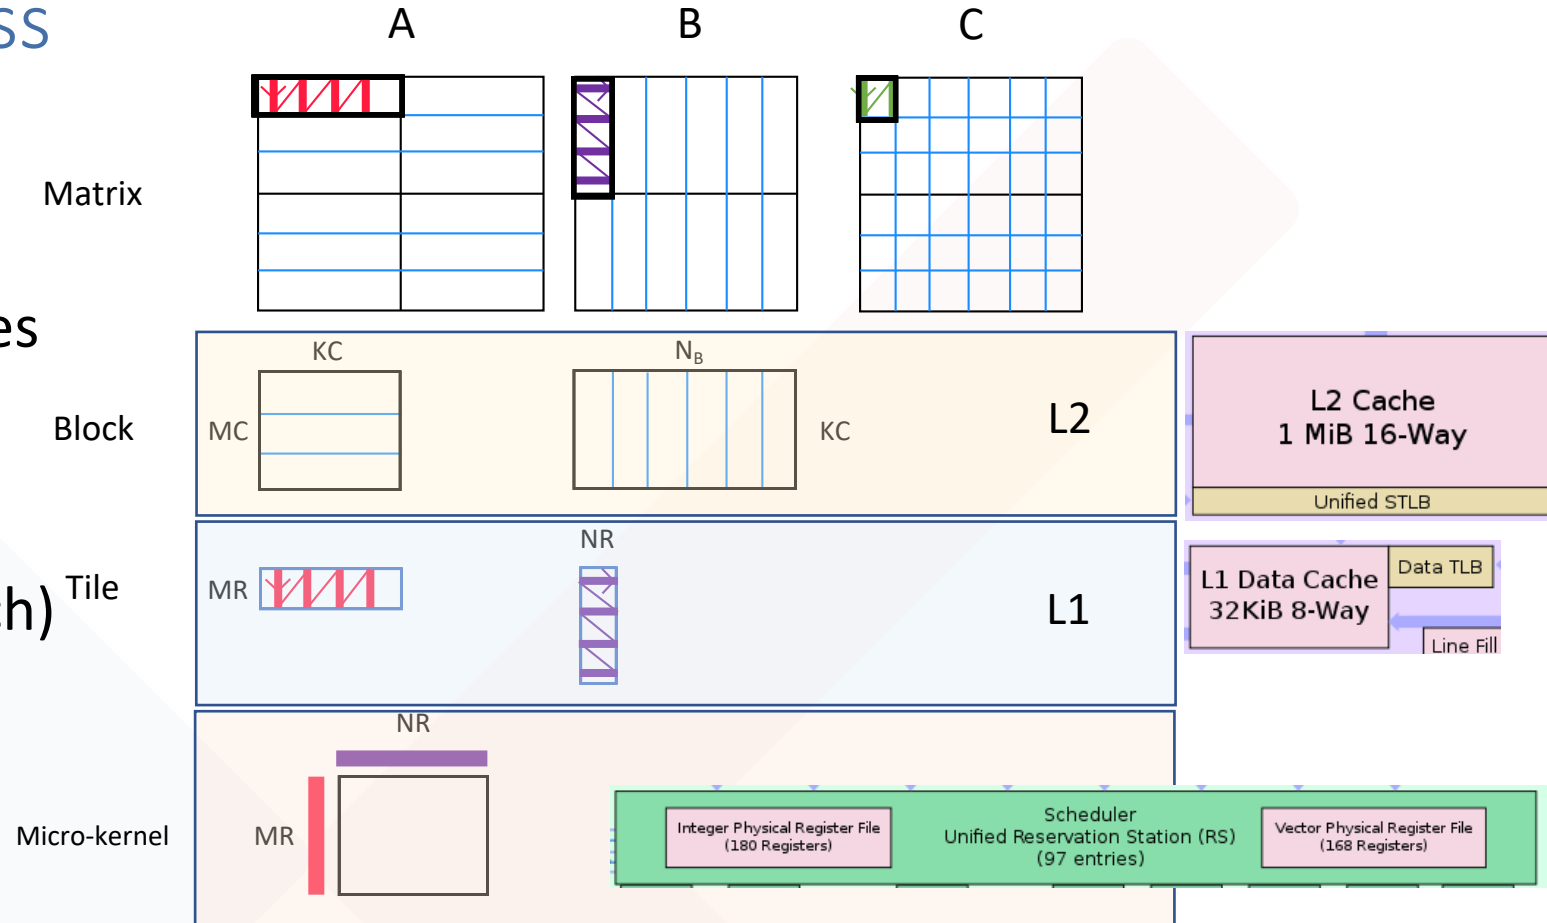 ss
A
B
C
Matrix
es
KC
N_B
Block
MC
KC
L2
L2 Cache
1 MiB 16-Way
Unified STLB
NR
ch)
Tile
MR
L1
L1 Data Cache
32KiB 8-Way
Data TLB
Line Fill
NR
Micro-kernel
MR
Integer Physical Register File
(180 Registers)
Scheduler
Unified Reservation Station (RS)
(97 entries)
Vector Physical Register File
(168 Registers)